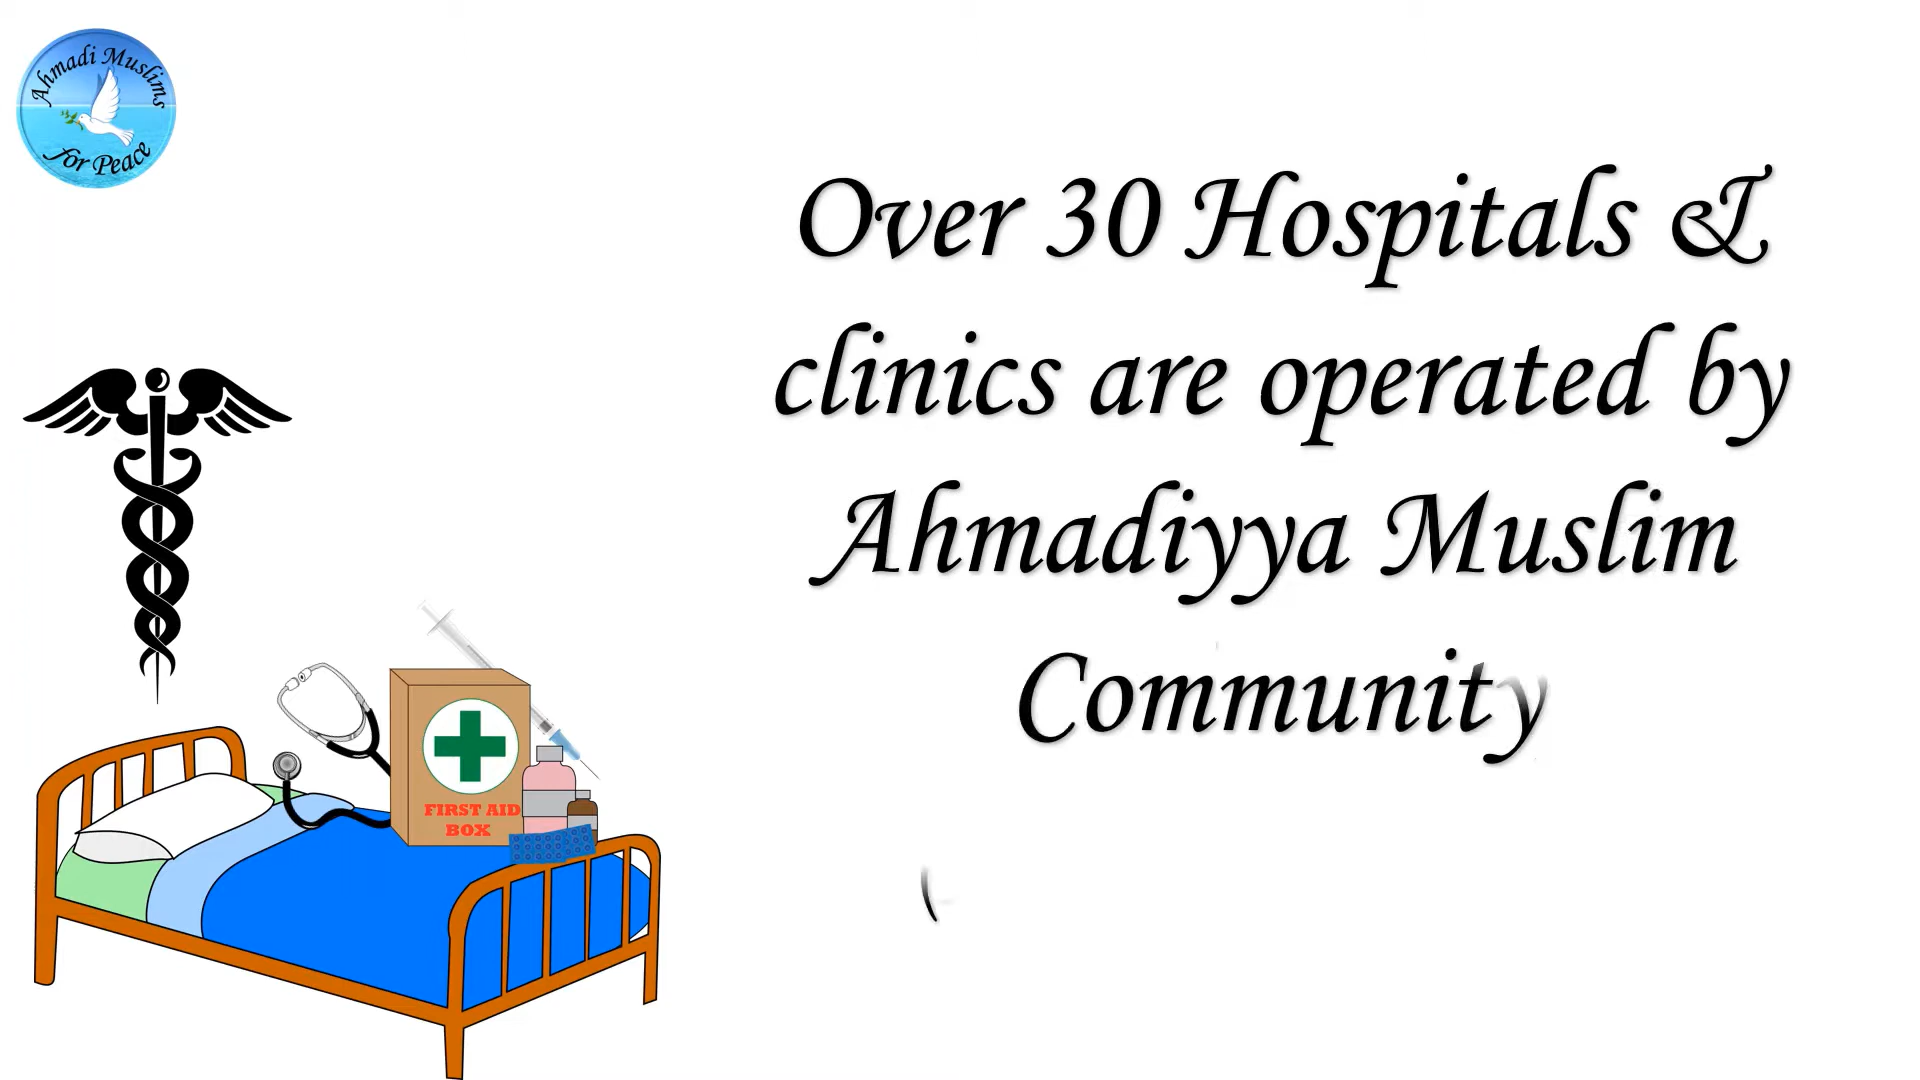 Ahmadi Muslims
for Peace
Over 30 Hospitals &
clinics are operated by
Ahmadiyya Muslim
Community
(
FIRST AID
BOX